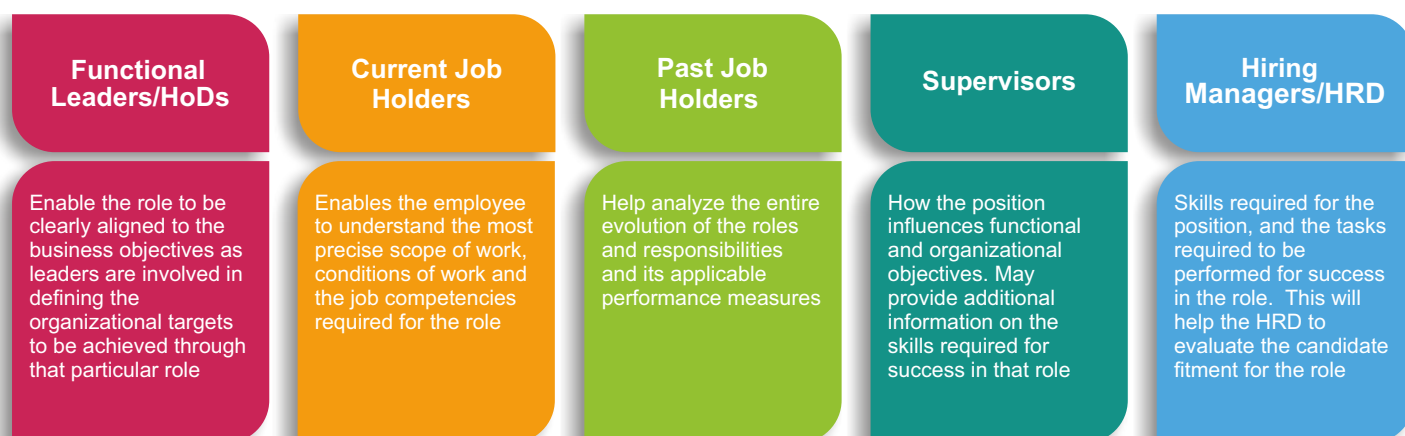 Functional
Leaders/HoDs
Enable the role to be
clearly aligned to the
business objectives as
leaders are involved in
defining the
organizational targets
to be achieved through
that particular role
Current Job
Holders
Enables the employee
to understand the most
precise scope of work,
conditions of work and
the job competencies
required for the role
Past Job
Holders
Help analyze the entire
evolution of the roles
and responsibilities
and its applicable
performance measures
Supervisors
How the position
influences functional
and organizational
objectives. May
provide additional
information on the
skills required for
success in that role
Hiring
Managers/HRD
Skills required for the
position, and the tasks
required to be
performed for success
in the role.  This will
help the HRD to
evaluate the candidate
fitment for the role